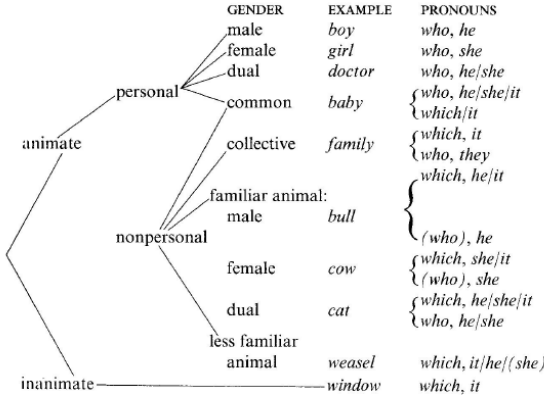 GENDER EXAMPLE PRONOUNS
male boy who, he
female girl who, she
dual doctor who, he/she
personal
common baby who, he/she/it
which/it
animate
collective family which, it
who, they
familiar animal: which, he/it
male bull
nonpersonal
(who), he
female cow which, she/it
(who), she
dual cat which, he/she/it
who, he/she
less familiar
animal weasel which, it/he/(she)
inanimate window which, it